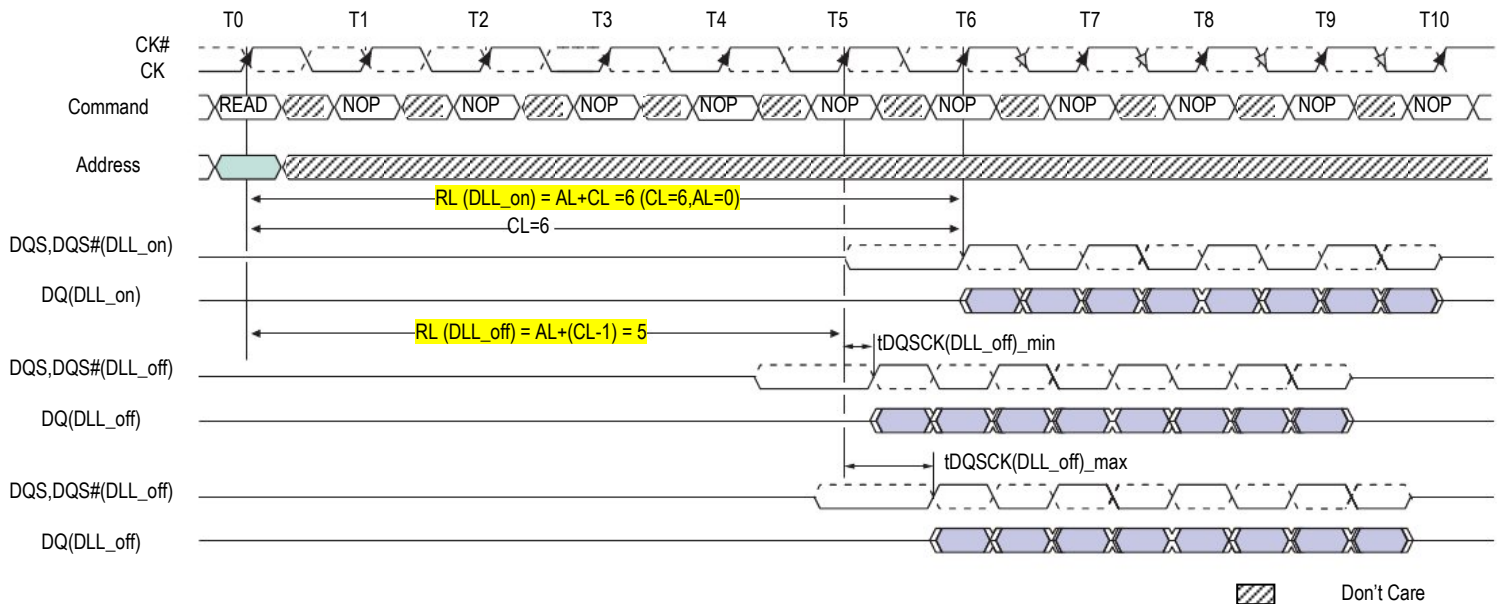 T0 T1 T2 T3 T4 T5 T6 T7 T8 T9 T10
CK#
CK
Command READ NOP NOP NOP NOP NOP NOP NOP NOP NOP NOP
Address
RL (DLL_on) = AL+CL =6 (CL=6,AL=0)
CL=6
DQS,DQS#(DLL_on)
DQ(DLL_on)
RL (DLL_off) = AL+(CL-1) = 5
tDQSCK(DLL_off)_min
DQS,DQS#(DLL_off)
DQ(DLL_off)
tDQSCK(DLL_off)_max
DQS,DQS#(DLL_off)
DQ(DLL_off)
Don't Care